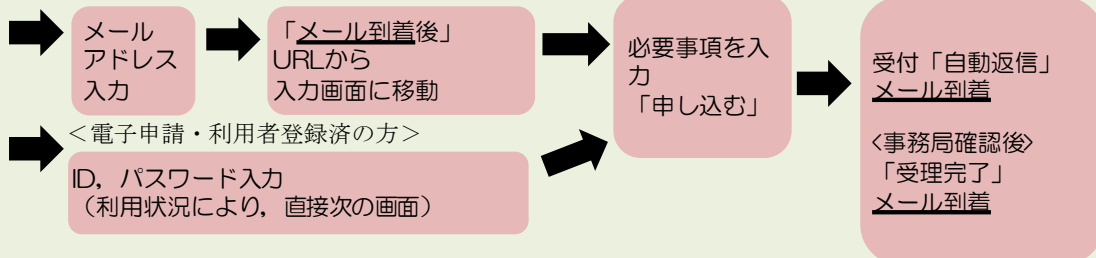 メール
アドレス
入力
「メール到着後」
URLから
入力画面に移動
＜電子申請・利用者登録済の方＞
ID，パスワード入力
（利用状況により，直接次の画面）
必要事項を入
力
「申し込む」
受付「自動返信」
メール到着
<事務局確認後>
「受理完了」
メール到着